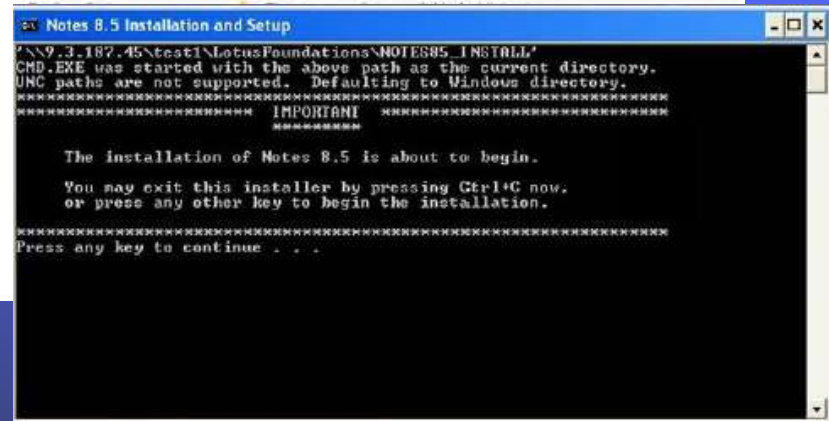 Notes 8.5 Installation and Setup
'\\9.3.187.45\test1\LotusFoundations\NOTES85_INSTALL'
CMD.EXE was started with the above path as the current directory.
UNC paths are not supported.  Defaulting to Windows directory.
*******************************************************************
************************ IMPORTANT ******************************
*********
The installation of Notes 8.5 is about to begin.
You may exit this installer by pressing Ctrl+C now.
or press any other key to begin the installation.
*******************************************************************
Press any key to continue . . .